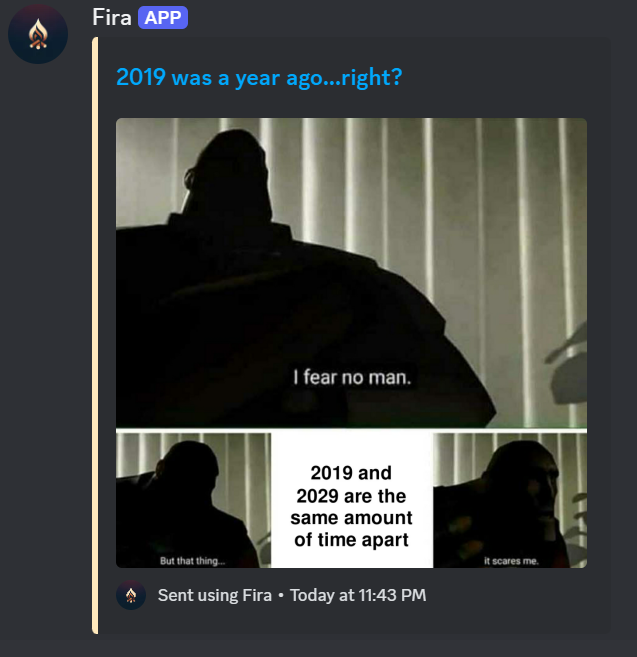 Fira APP
2019 was a year ago...right?
I fear no man.
2019 and
2029 are the
same amount
of time apart
But that thing...
it scares me.
Sent using Fira • Today at 11:43 PM